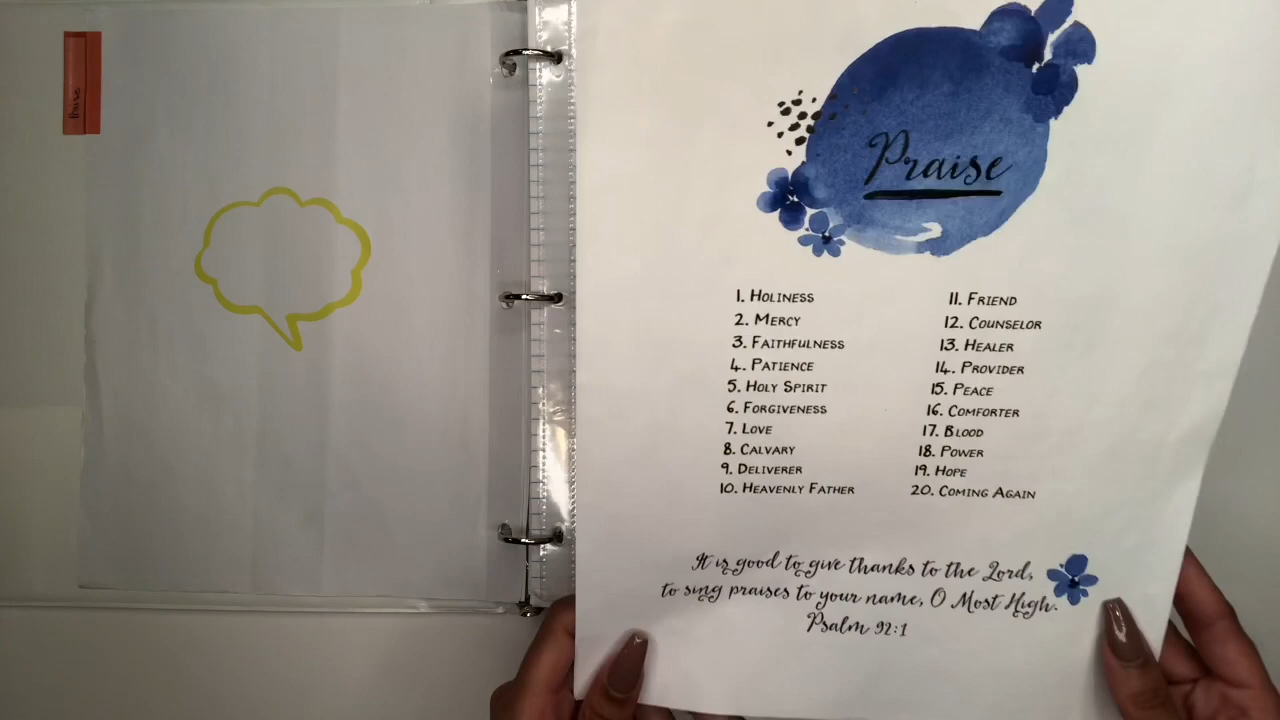 Praise
Praise
1. Holiness
2. Mercy
3. Faithfulness
4. Patience
5. Holy Spirit
6. Forgiveness
7. Love
8. Calvary
9. Deliverer
10. Heavenly Father
11. Friend
12. Counselor
13. Healer
14. Provider
15. Peace
16. Comforter
17. Blood
18. Power
19. Hope
20. Coming Again
It is good to give thanks to the Lord,
to sing praises to your name, O Most High.
Psalm 92:1